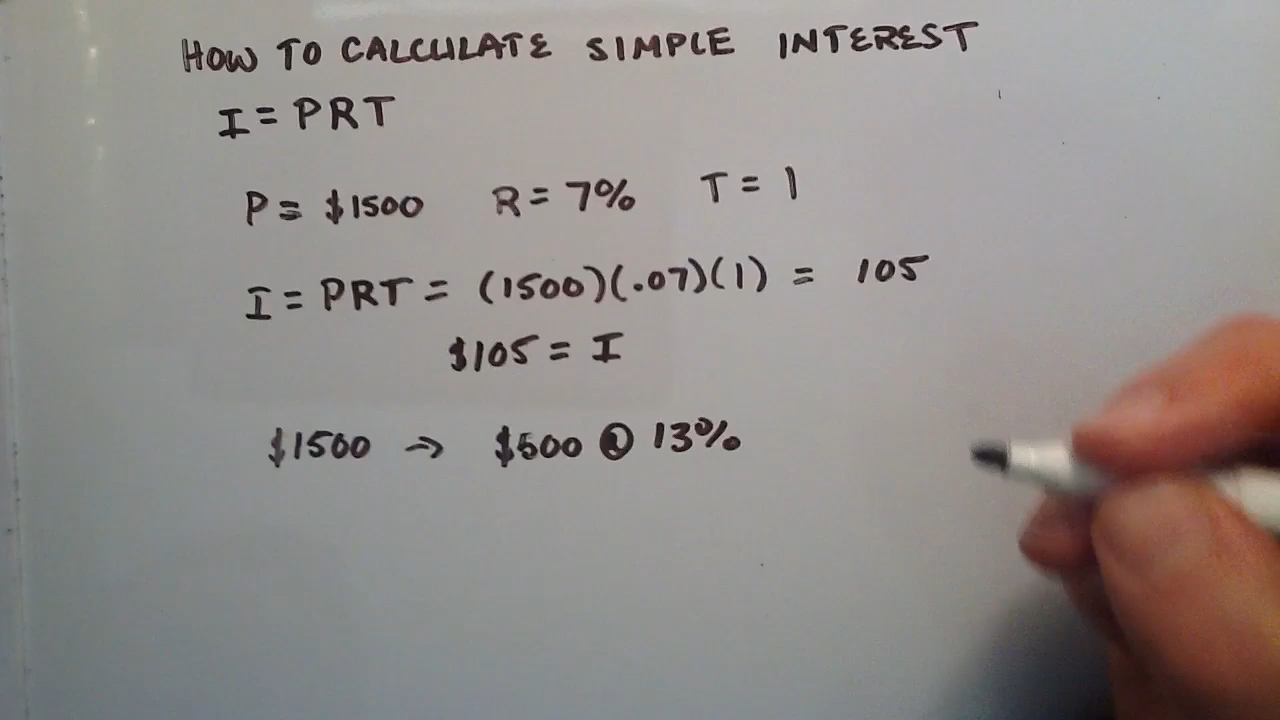 HOW TO CALCULATE SIMPLE INTEREST
I = PRT
P = $1500 R = 7% T = 1
I = PRT = (1500)(.07)(1) = 105
$105 = I
$1500 → $500 @ 13%